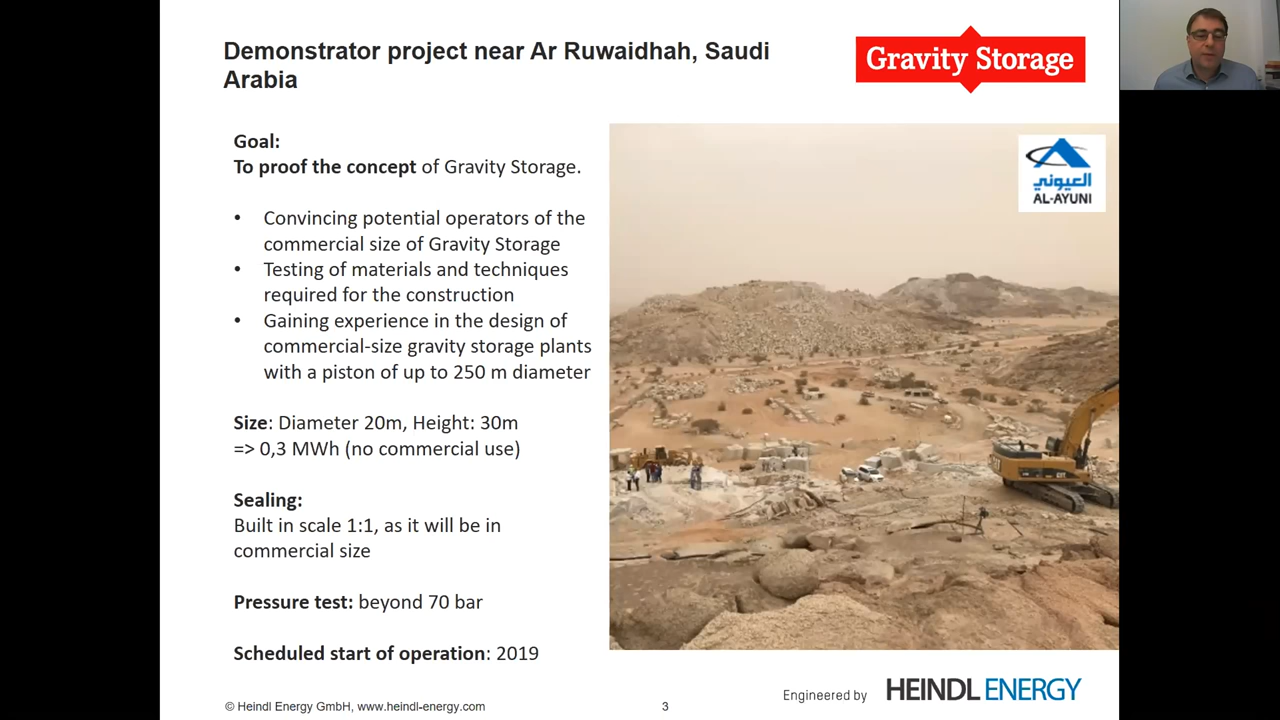 Demonstrator project near Ar Ruwaidhah, Saudi
Arabia
Gravity Storage
Goal:
To proof the concept of Gravity Storage.
• Convincing potential operators of the
commercial size of Gravity Storage
• Testing of materials and techniques
required for the construction
• Gaining experience in the design of
commercial-size gravity storage plants
with a piston of up to 250 m diameter
Size: Diameter 20m, Height: 30m
=> 0,3 MWh (no commercial use)
Sealing:
Built in scale 1:1, as it will be in
commercial size
Pressure test: beyond 70 bar
Scheduled start of operation: 2019
العيوني
AL-AYUNI
CAT
© Heindl Energy GmbH, www.heindl-energy.com
3
Engineered by HEINDL ENERGY